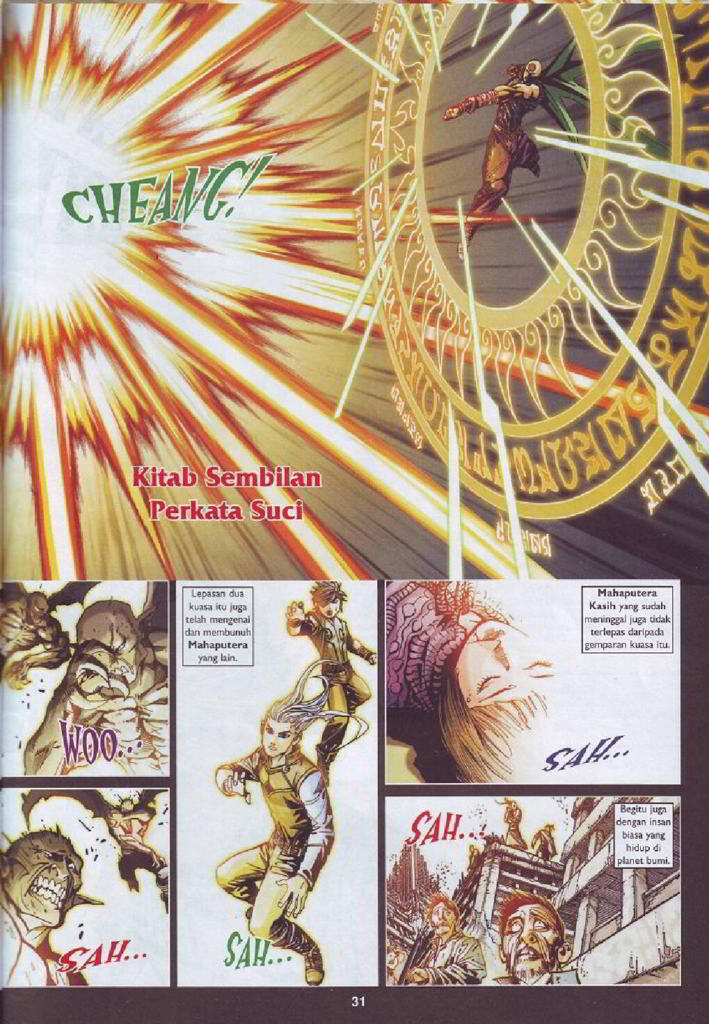 CHEANG!
Kitab Sembilan
Perkata Suci
WOO...
Lepasan dua
kuasa itu juga
telah mengenai
dan membunuh
Mahaputera
yang lain.
Mahaputera
Kasih yang sudah
meninggal juga tidak
terlepas daripada
gemparan kuasa itu.
SAH...
SAH...
SAH...
SAH...
Begitu juga
dengan insan
biasa yang
hidup di
planet bumi.
31